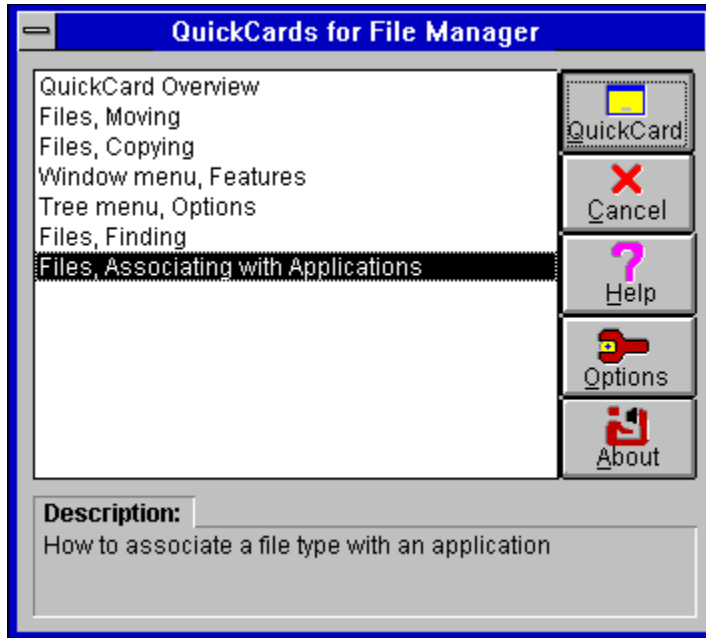 QuickCards for File Manager
QuickCard Overview
Files, Moving
Files, Copying
Window menu, Features
Tree menu, Options
Files, Finding
Files, Associating with Applications
QuickCard
Cancel
Help
Options
About
Description:
How to associate a file type with an application